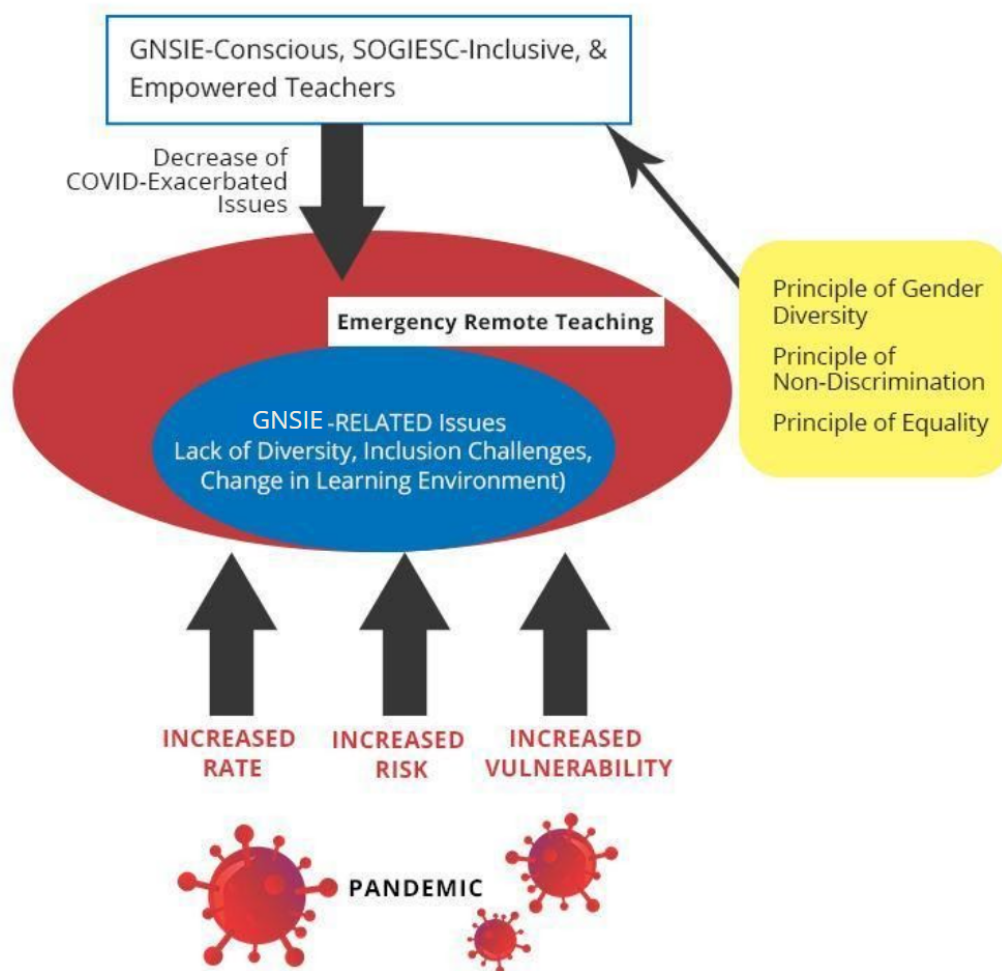 GNSIE-Conscious, SOGIESC-Inclusive, &
Empowered Teachers
Decrease of
COVID-Exacerbated
Issues
Principle of Gender
Diversity
Principle of
Non-Discrimination
Principle of Equality
Emergency Remote Teaching
GNSIE -RELATED Issues
Lack of Diversity, Inclusion Challenges,
Change in Learning Environment)
INCREASED
RATE
INCREASED
RISK
INCREASED
VULNERABILITY
PANDEMIC